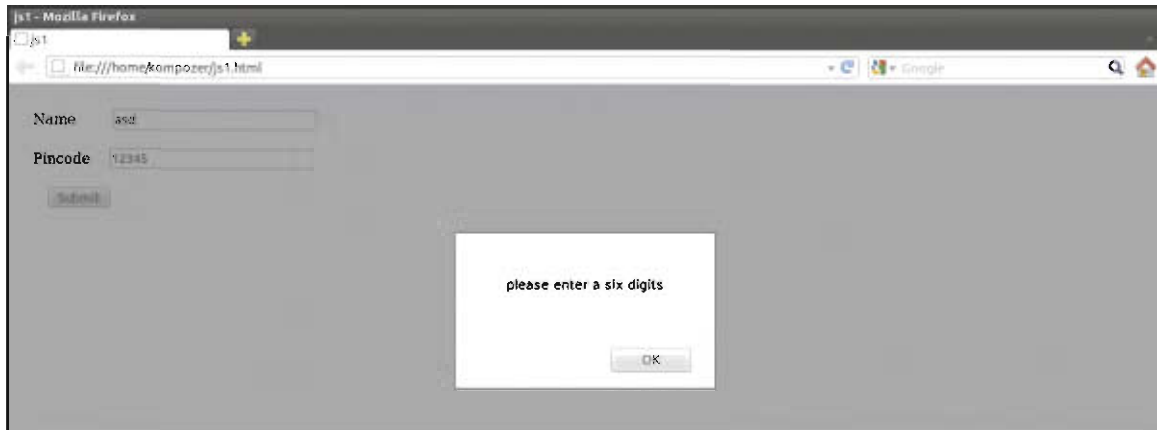 js1 - Mozilla Firefox
js1
file:///home/kompozer/js1.html
Google
Name asd
Pincode 12345
Submit
please enter a six digits
OK